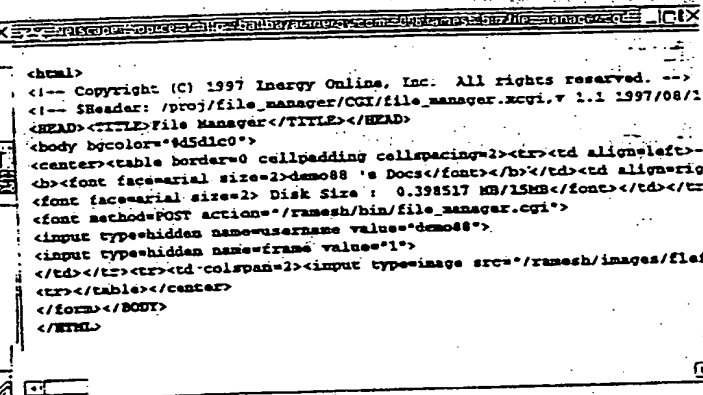 <html>
<!-- Copyright (C) 1997 Inergy Online, Inc. All rights reserved. -->
<!-- $Header: /proj/file_manager/CGI/file_manager.xcgi,v 1.1 1997/08/1
<HEAD><TITLE>File Manager</TITLE></HEAD>
<body bgcolor="#d5d1c0">
<center><table border=0 cellpadding cellspacing=2><tr><td align=left>
<b><font face=arial size=2>demo88 's Docs</font></b></td><td align=rig
<font face=arial size=2> Disk Size : 0.398517 MB/15MB</font></td></tr
<font method=POST action="/ramesh/bin/file_manager.cgi">
<input type=hidden name=username value="demo88">
<input type=hidden name=frame value="1">
</td></tr><tr><td colspan=2><input type=image src="/ramesh/images/flef
<tr></table></center>
</form></BODY>
</HTML>